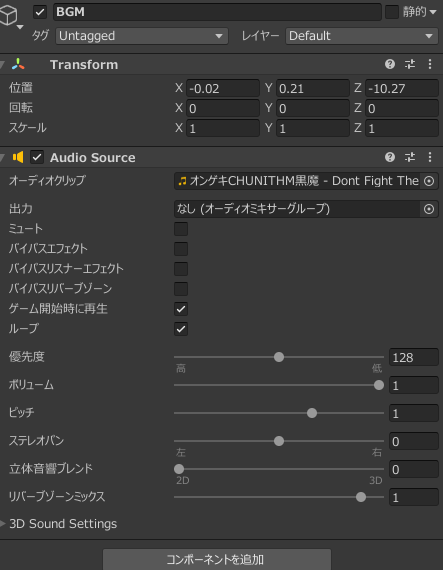 BGM 静的
タグ Untagged レイヤー Default
Transform
位置 X -0.02 Y 0.21 Z -10.27
回転 X 0 Y 0 Z 0
スケール X 1 Y 1 Z 1
Audio Source
オーディオクリップ オンゲキCHUNITHM黒魔 - Dont Fight The
出力 なし (オーディオミキサーグループ)
ミュート
バイパスエフェクト
バイパスリスナーエフェクト
バイパスリバーブゾーン
ゲーム開始時に再生
ループ
優先度 128
高 低
ボリューム 1
ピッチ 1
ステレオパン 0
左 右
立体音響ブレンド 0
2D 3D
リバーブゾーンミックス 1
3D Sound Settings
コンポーネントを追加